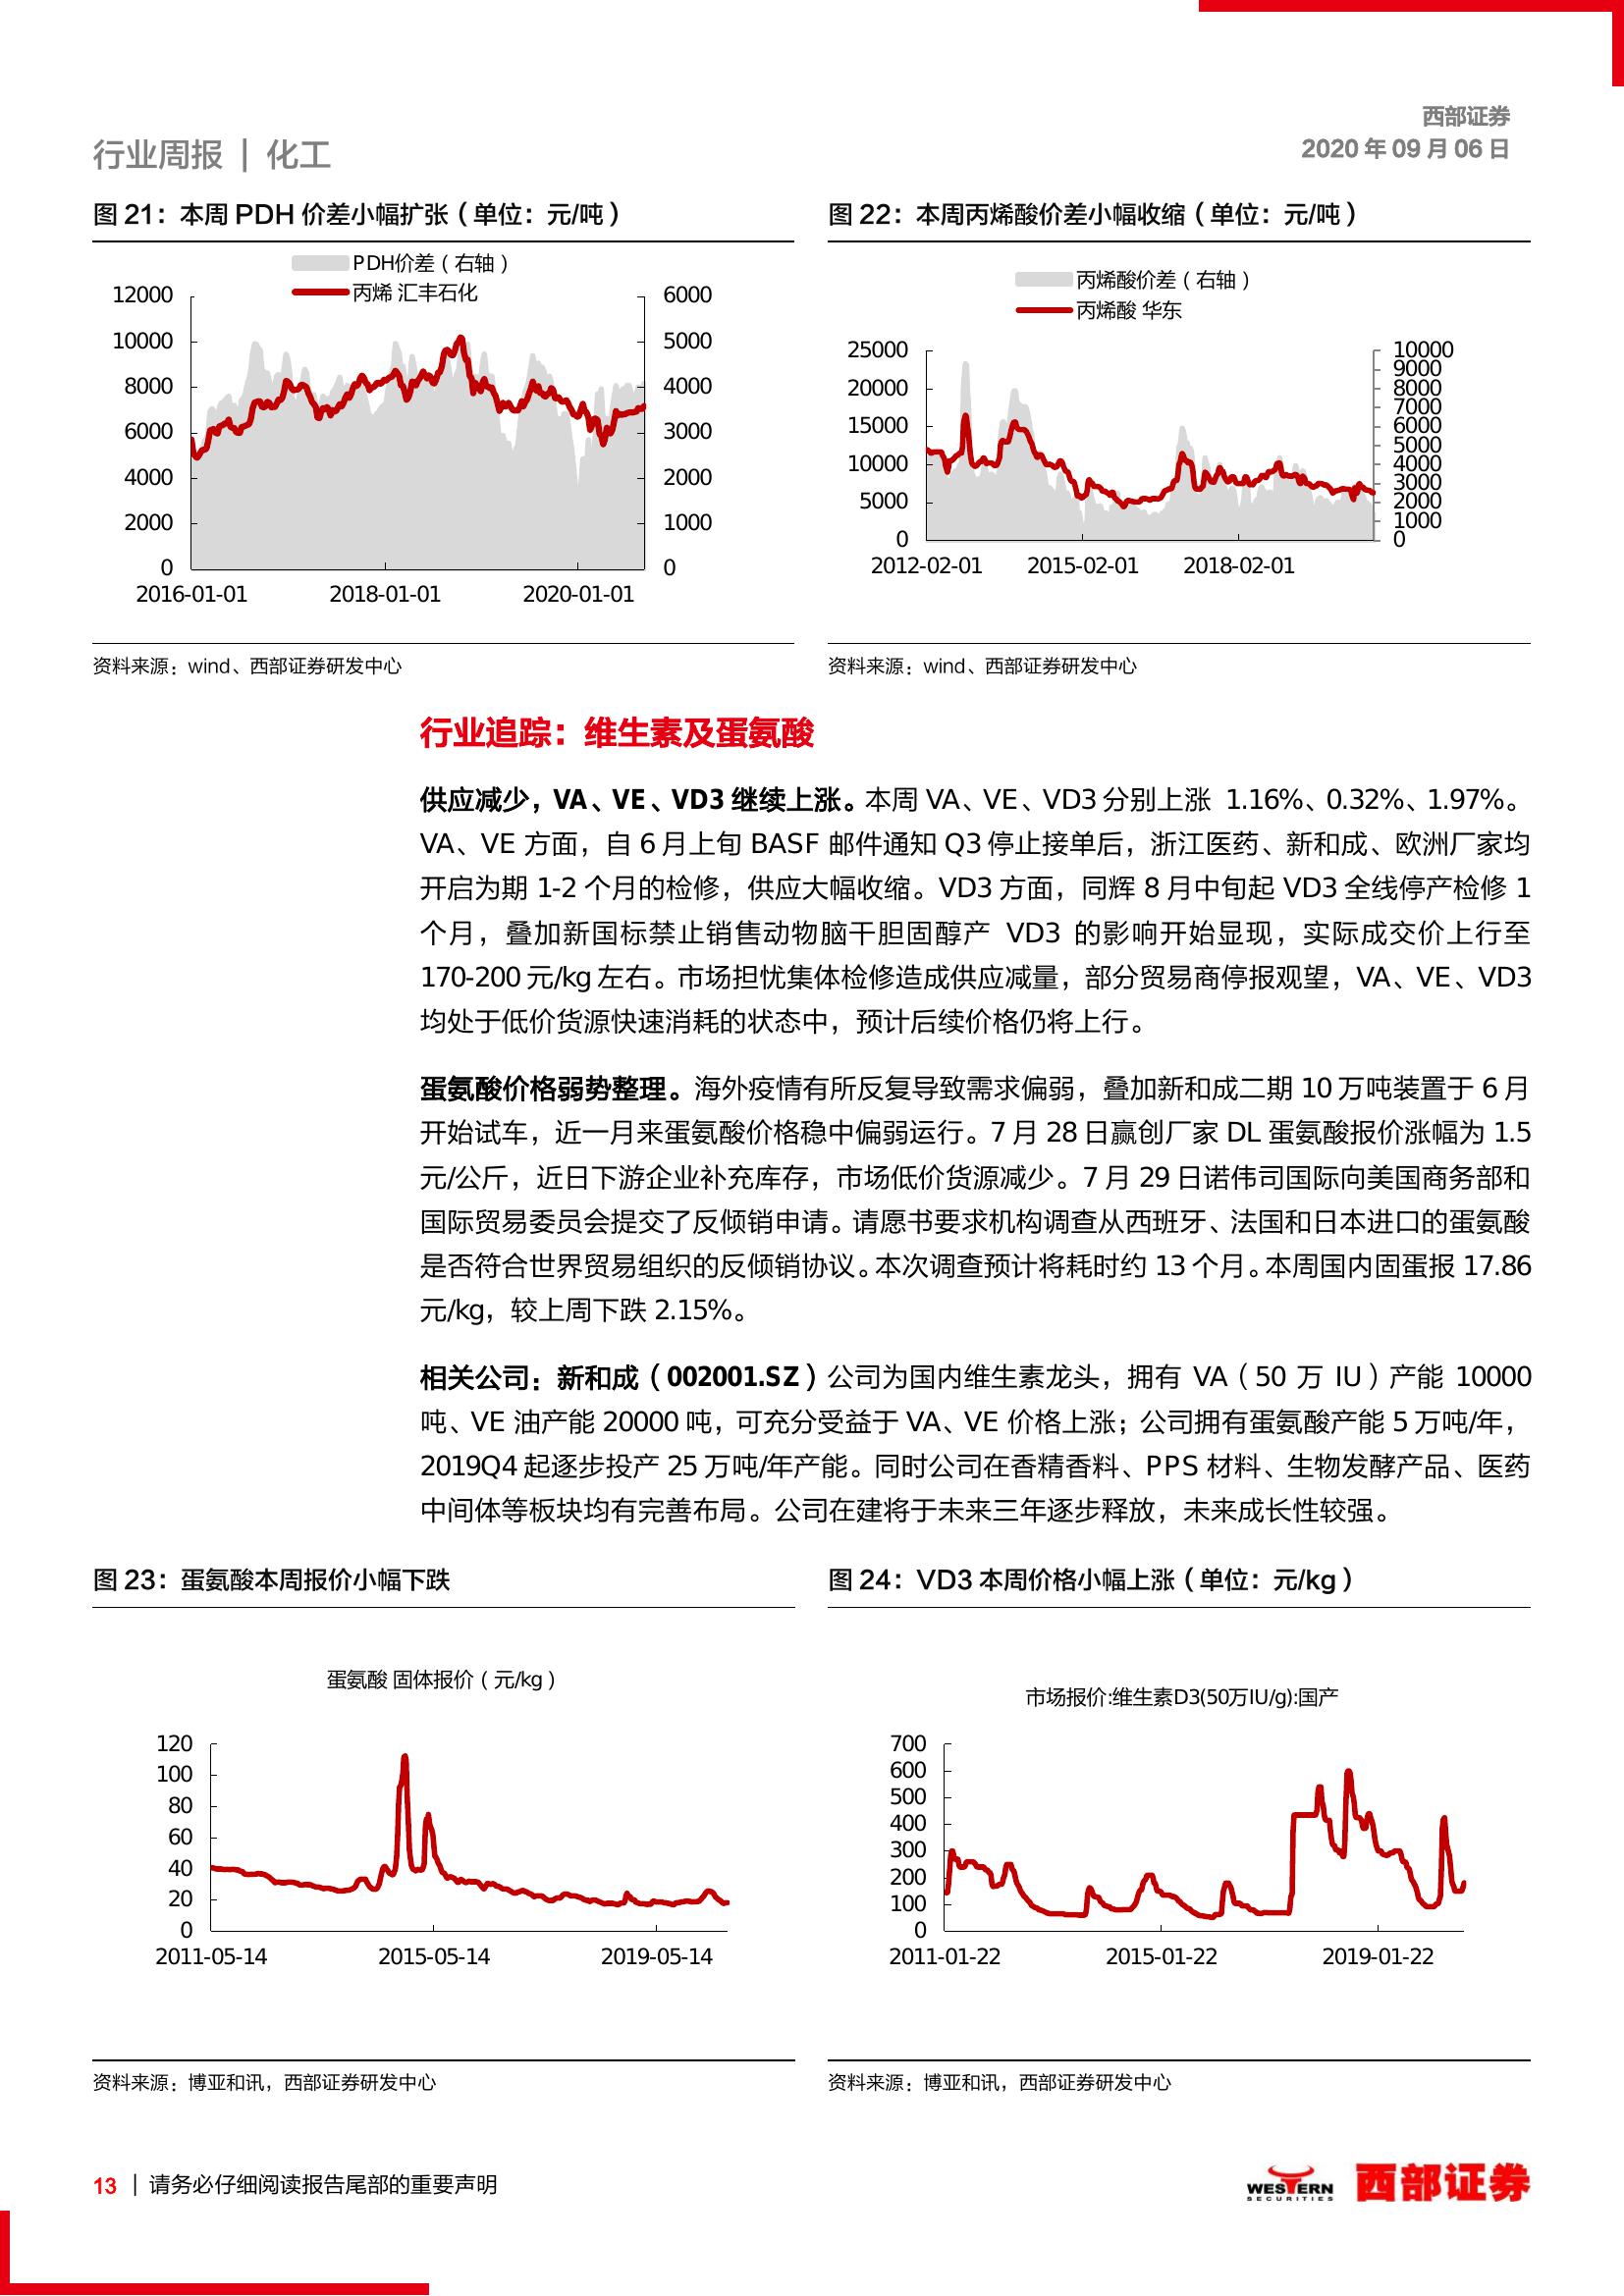 西部证券
行业周报 | 化工
2020 年 09 月 06 日
图 21：本周 PDH 价差小幅扩张（单位：元/吨）
PDH价差（右轴）
丙烯 汇丰石化
12000
10000
8000
6000
4000
2000
0
6000
5000
4000
3000
2000
1000
0
2016-01-01
2018-01-01
2020-01-01
资料来源：wind、西部证券研发中心
图 22：本周丙烯酸价差小幅收缩（单位：元/吨）
丙烯酸价差（右轴）
丙烯酸 华东
25000
20000
15000
10000
5000
0
10000
9000
8000
7000
6000
5000
4000
3000
2000
1000
0
2012-02-01
2015-02-01
2018-02-01
资料来源：wind、西部证券研发中心
行业追踪：维生素及蛋氨酸
供应减少，VA、VE、VD3 继续上涨。本周 VA、VE、VD3 分别上涨 1.16%、0.32%、1.97%。
VA、VE 方面，自 6 月上旬 BASF 邮件通知 Q3 停止接单后，浙江医药、新和成、欧洲厂家均
开启为期 1-2 个月的检修，供应大幅收缩。VD3 方面，同辉 8 月中旬起 VD3 全线停产检修 1
个月，叠加新国标禁止销售动物脑干胆固醇产 VD3 的影响开始显现，实际成交价上行至
170-200 元/kg 左右。市场担忧集体检修造成供应减量，部分贸易商停报观望，VA、VE、VD3
均处于低价货源快速消耗的状态中，预计后续价格仍将上行。
蛋氨酸价格弱势整理。海外疫情有所反复导致需求偏弱，叠加新和成二期 10 万吨装置于 6 月
开始试车，近一月来蛋氨酸价格稳中偏弱运行。7 月 28 日赢创厂家 DL 蛋氨酸报价涨幅为 1.5
元/公斤，近日下游企业补充库存，市场低价货源减少。7 月 29 日诺伟司国际向美国商务部和
国际贸易委员会提交了反倾销申请。请愿书要求机构调查从西班牙、法国和日本进口的蛋氨酸
是否符合世界贸易组织的反倾销协议。本次调查预计将耗时约 13 个月。本周国内固蛋报 17.86
元/kg，较上周下跌 2.15%。
相关公司：新和成（002001.SZ）公司为国内维生素龙头，拥有 VA（50 万 IU）产能 10000
吨、VE 油产能 20000 吨，可充分受益于 VA、VE 价格上涨；公司拥有蛋氨酸产能 5 万吨/年，
2019Q4 起逐步投产 25 万吨/年产能。同时公司在香精香料、PPS 材料、生物发酵产品、医药
中间体等板块均有完善布局。公司在建将于未来三年逐步释放，未来成长性较强。
图 23：蛋氨酸本周报价小幅下跌
蛋氨酸 固体报价（元/kg）
120
100
80
60
40
20
0
2011-05-14
2015-05-14
2019-05-14
资料来源：博亚和讯，西部证券研发中心
图 24：VD3 本周价格小幅上涨（单位：元/kg）
市场报价:维生素D3(50万IU/g):国产
700
600
500
400
300
200
100
0
2011-01-22
2015-01-22
2019-01-22
资料来源：博亚和讯，西部证券研发中心
13 | 请务必仔细阅读报告尾部的重要声明
WESTERN
SECURITIES
西部证券